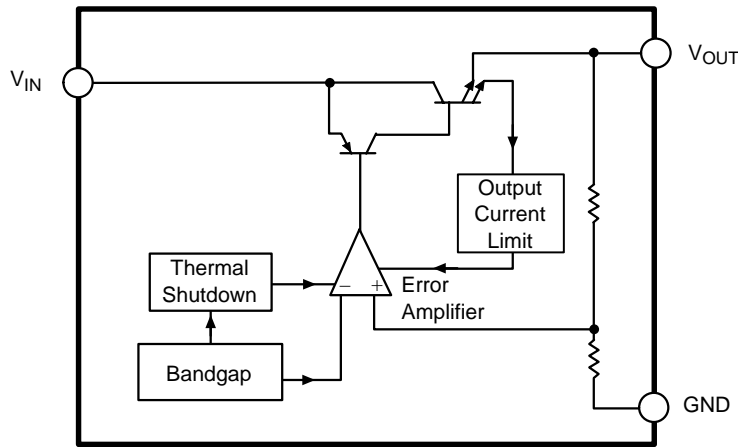 VIN
VOUT
Output
Current
Limit
Thermal
Shutdown
− +
Error
Amplifier
Bandgap
GND